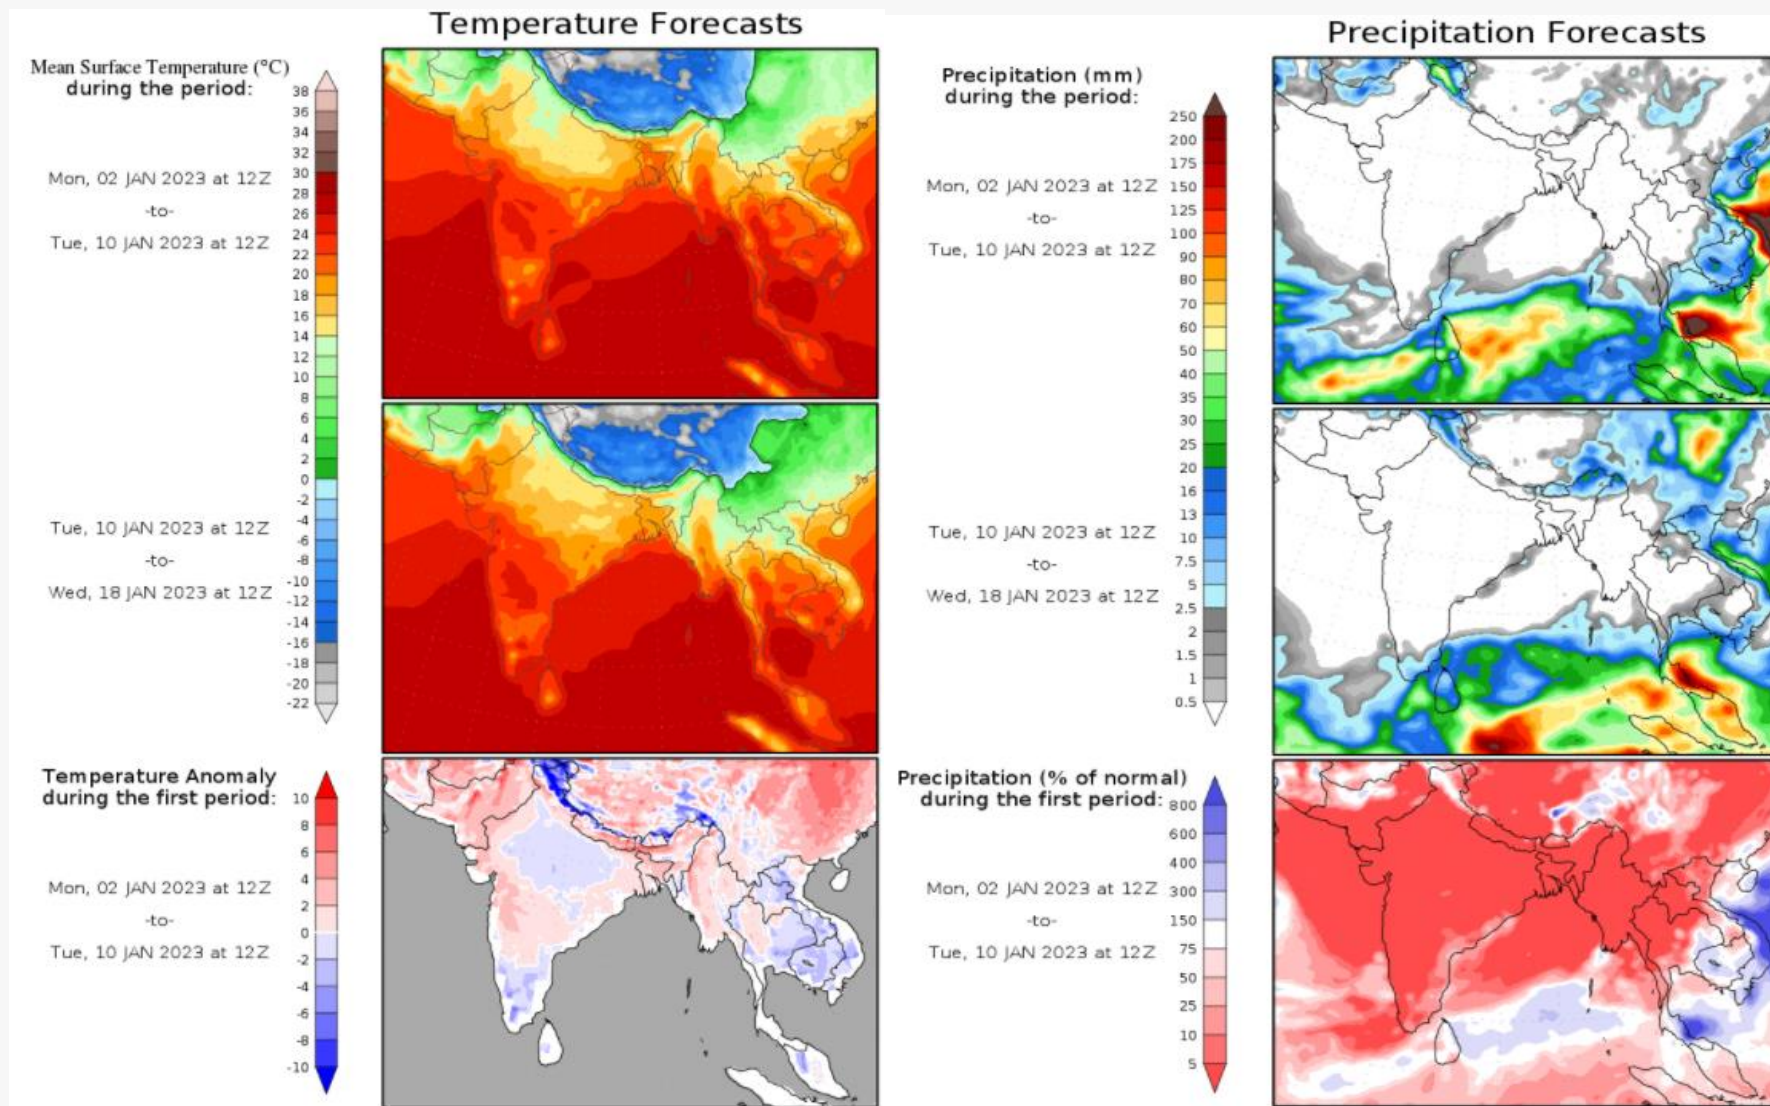 Temperature Forecasts
Mean Surface Temperature (°C)
during the period:
38
36
34
32
30
28
26
24
22
20
18
16
14
12
10
8
6
4
2
0
-2
-4
-6
-8
-10
-12
-14
-16
-18
-20
-22
Mon, 02 JAN 2023 at 12Z
-to-
Tue, 10 JAN 2023 at 12Z
Tue, 10 JAN 2023 at 12Z
-to-
Wed, 18 JAN 2023 at 12Z
Temperature Anomaly
during the first period:
10
8
6
4
2
0
-2
-4
-6
-8
-10
Mon, 02 JAN 2023 at 12Z
-to-
Tue, 10 JAN 2023 at 12Z
Precipitation Forecasts
Precipitation (mm)
during the period:
250
200
175
150
125
100
90
80
70
60
50
40
35
30
25
20
16
13
10
7.5
5
2.5
2
1.5
1
0.5
Mon, 02 JAN 2023 at 12Z
-to-
Tue, 10 JAN 2023 at 12Z
Tue, 10 JAN 2023 at 12Z
-to-
Wed, 18 JAN 2023 at 12Z
Precipitation (% of normal)
during the first period:
800
600
400
300
150
75
50
25
10
5
Mon, 02 JAN 2023 at 12Z
-to-
Tue, 10 JAN 2023 at 12Z